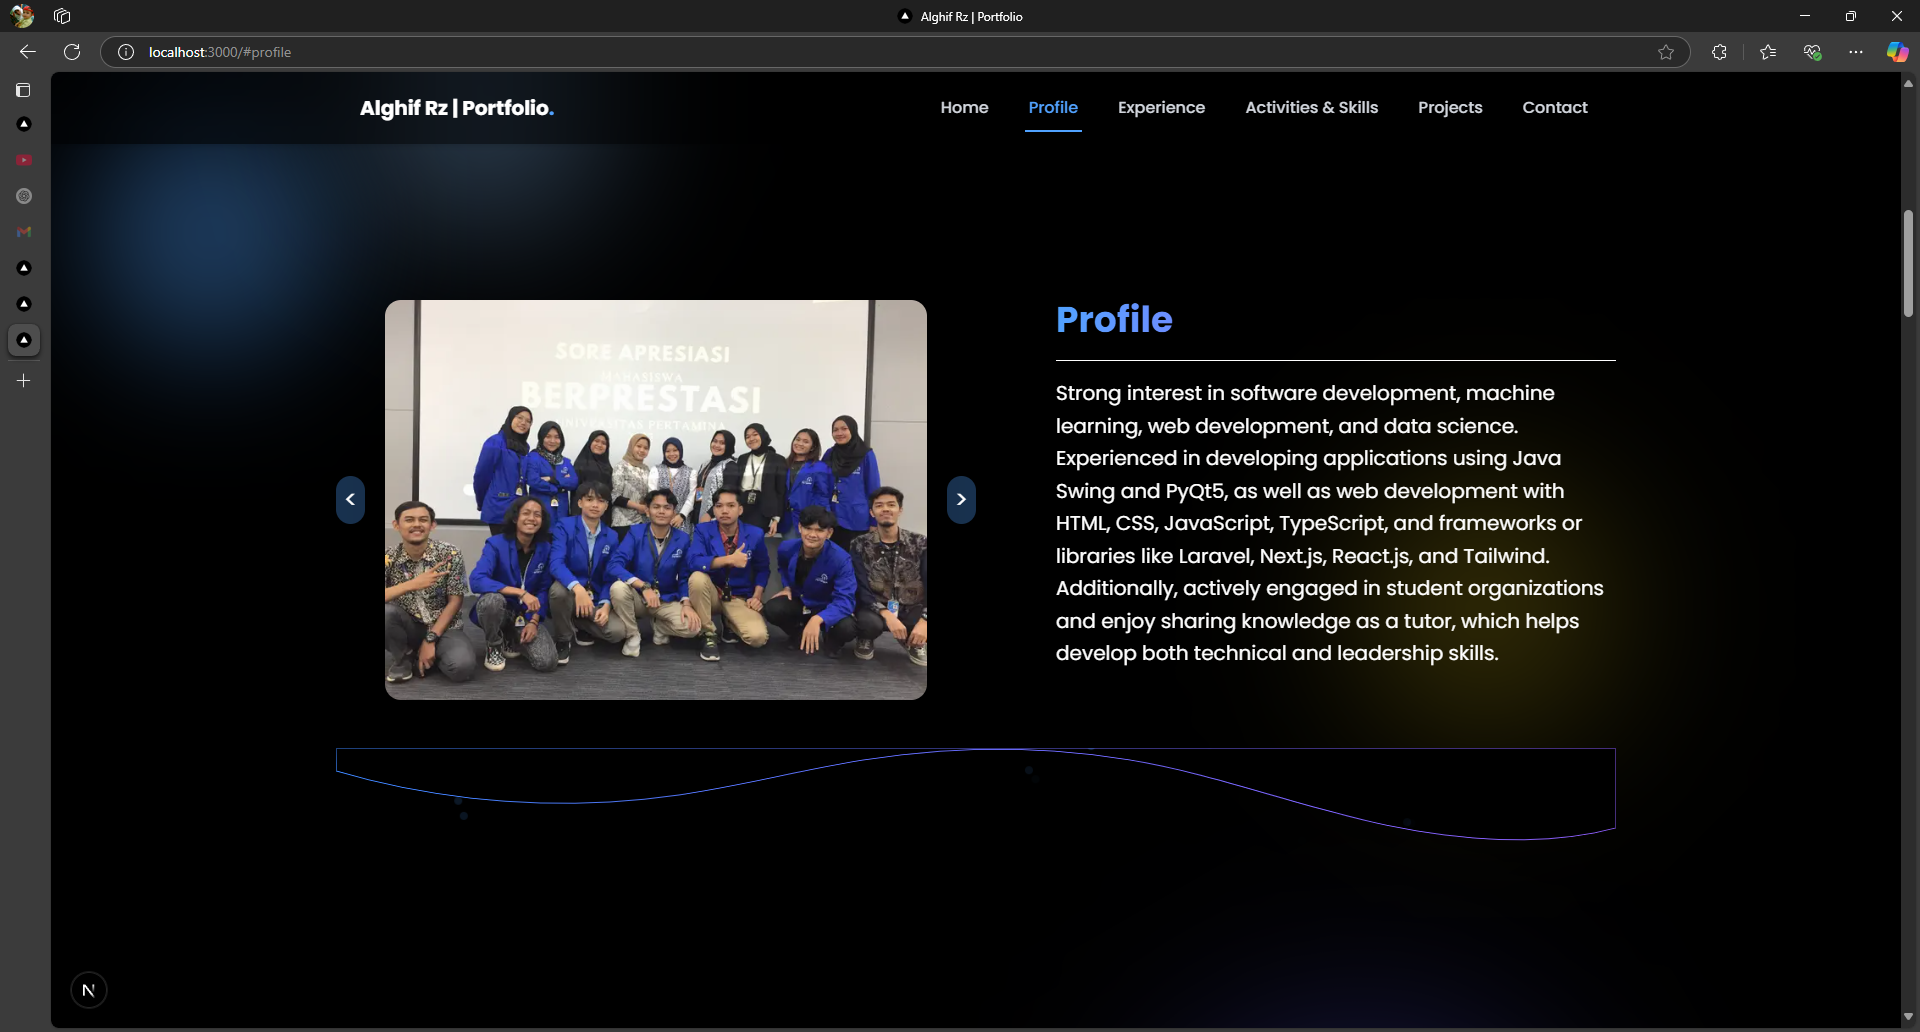 Alghif Rz | Portfolio
localhost:3000/#profile
Alghif Rz | Portfolio.
Home Profile Experience Activities & Skills Projects Contact
SORE APRESIASI
MAHASISWA
BERPRESTASI
UNIVERSITAS PERTAMINA
Profile
Strong interest in software development, machine
learning, web development, and data science.
Experienced in developing applications using Java
Swing and PyQt5, as well as web development with
HTML, CSS, JavaScript, TypeScript, and frameworks or
libraries like Laravel, Next.js, React.js, and Tailwind.
Additionally, actively engaged in student organizations
and enjoy sharing knowledge as a tutor, which helps
develop both technical and leadership skills.
N